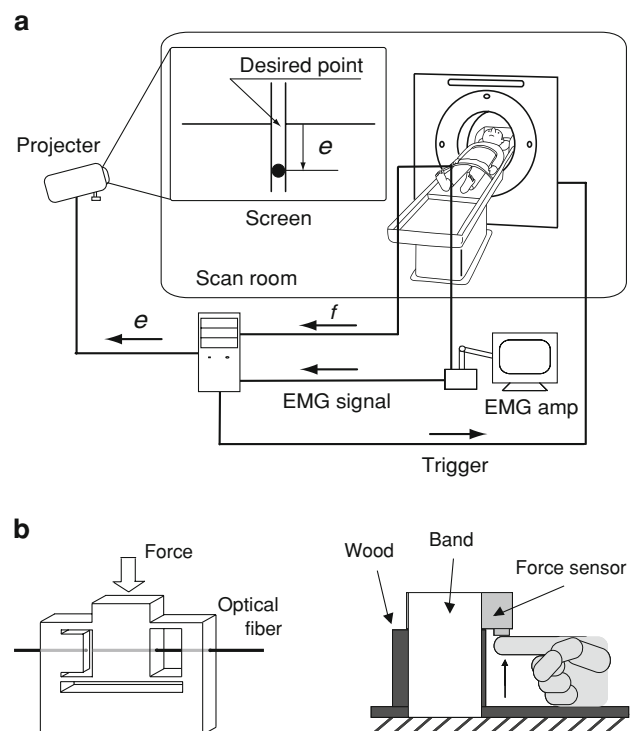 a
Desired point
e
Projecter
Screen
Scan room
e
f
EMG signal
EMG amp
Trigger
b
Force
Optical
fiber
Wood
Band
Force sensor